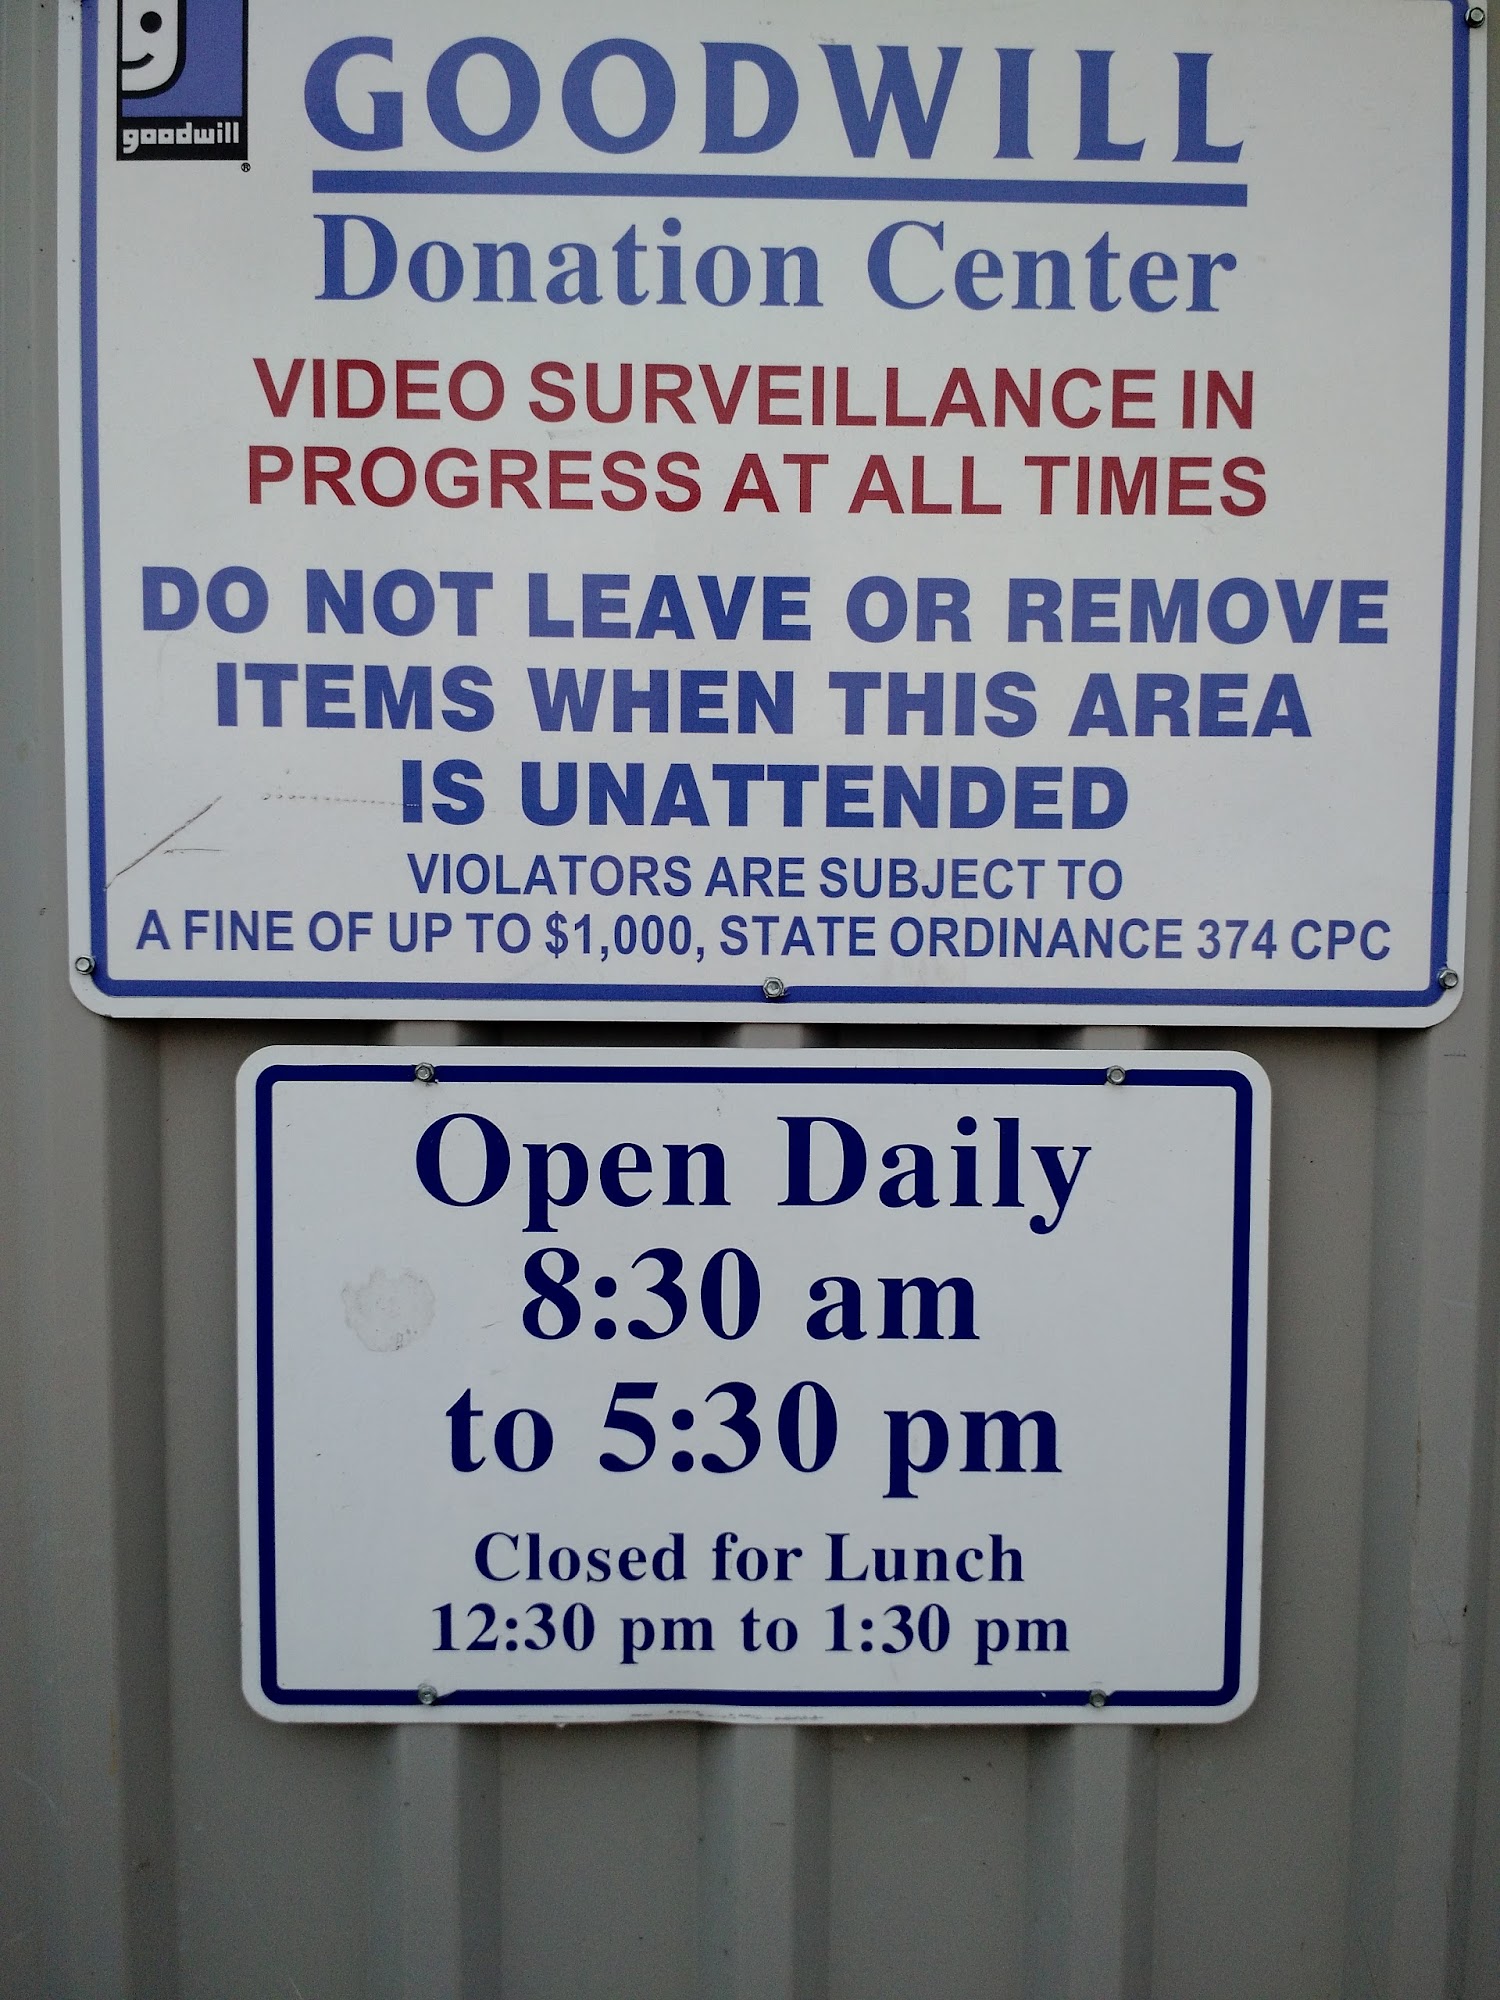 goodwill
®
GOODWILL
Donation Center
VIDEO SURVEILLANCE IN
PROGRESS AT ALL TIMES
DO NOT LEAVE OR REMOVE
ITEMS WHEN THIS AREA
IS UNATTENDED
VIOLATORS ARE SUBJECT TO
A FINE OF UP TO $1,000, STATE ORDINANCE 374 CPC
Open Daily
8:30 am
to 5:30 pm
Closed for Lunch
12:30 pm to 1:30 pm